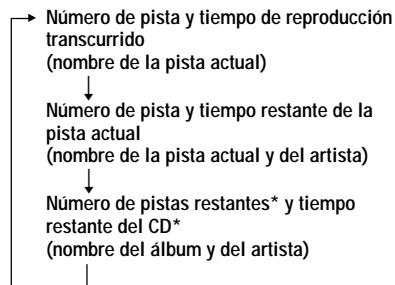 Número de pista y tiempo de reproducción
transcurrido
(nombre de la pista actual)
Número de pista y tiempo restante de la
pista actual
(nombre de la pista actual y del artista)
Número de pistas restantes* y tiempo
restante del CD*
(nombre del álbum y del artista)